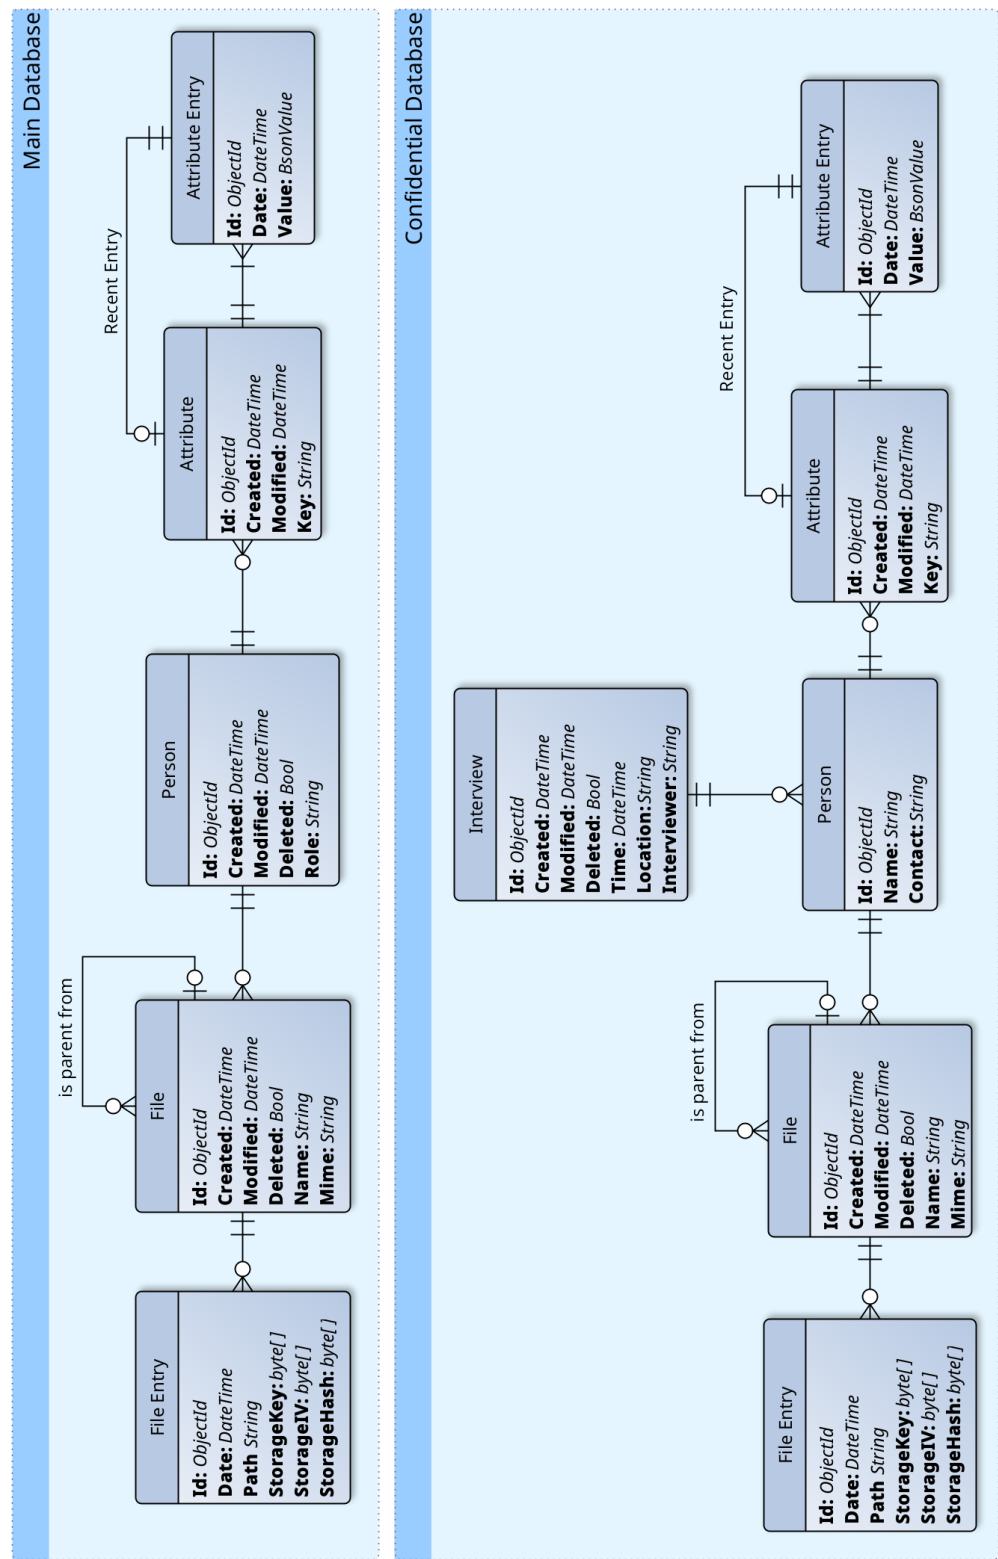 Main Database
File Entry
Id: ObjectId
Date: DateTime
Path String
StorageKey: byte[]
StorageIV: byte[]
StorageHash: byte[]
is parent from
File
Id: ObjectId
Created: DateTime
Modified: DateTime
Deleted: Bool
Name: String
Mime: String
Person
Id: ObjectId
Created: DateTime
Modified: DateTime
Deleted: Bool
Role: String
Recent Entry
Attribute
Id: ObjectId
Created: DateTime
Modified: DateTime
Key: String
Attribute Entry
Id: ObjectId
Date: DateTime
Value: BsonValue
Confidential Database
File Entry
Id: ObjectId
Date: DateTime
Path String
StorageKey: byte[]
StorageIV: byte[]
StorageHash: byte[]
is parent from
File
Id: ObjectId
Created: DateTime
Modified: DateTime
Deleted: Bool
Name: String
Mime: String
Interview
Id: ObjectId
Created: DateTime
Modified: DateTime
Deleted: Bool
Time: DateTime
Location: String
Interviewer: String
Person
Id: ObjectId
Name: String
Contact: String
Recent Entry
Attribute
Id: ObjectId
Created: DateTime
Modified: DateTime
Key: String
Attribute Entry
Id: ObjectId
Date: DateTime
Value: BsonValue